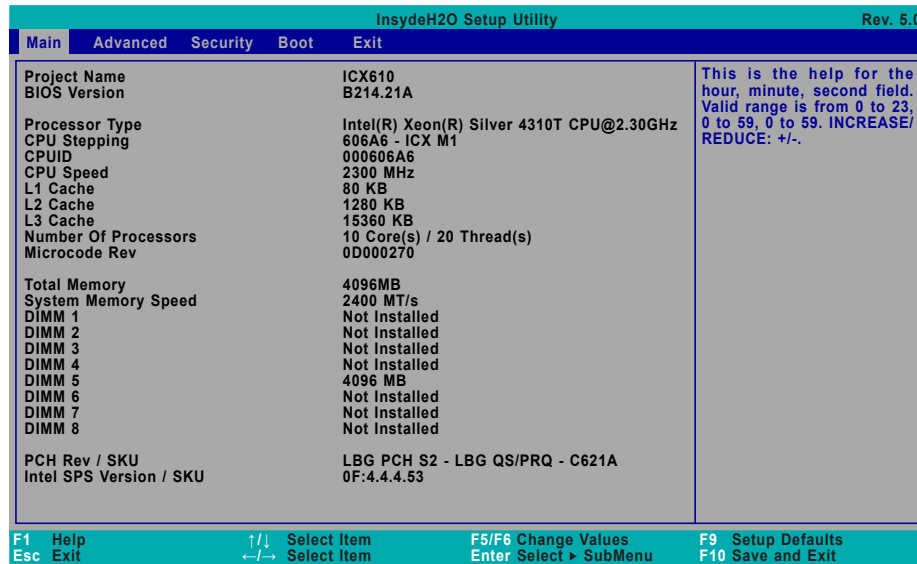 InsydeH2O Setup Utility Rev. 5.0
Main Advanced Security Boot Exit
Project Name ICX610
BIOS Version B214.21A
Processor Type Intel(R) Xeon(R) Silver 4310T CPU@2.30GHz
CPU Stepping 606A6 - ICX M1
CPUID 000606A6
CPU Speed 2300 MHz
L1 Cache 80 KB
L2 Cache 1280 KB
L3 Cache 15360 KB
Number Of Processors 10 Core(s) / 20 Thread(s)
Microcode Rev 0D000270
Total Memory 4096MB
System Memory Speed 2400 MT/s
DIMM 1 Not Installed
DIMM 2 Not Installed
DIMM 3 Not Installed
DIMM 4 Not Installed
DIMM 5 4096 MB
DIMM 6 Not Installed
DIMM 7 Not Installed
DIMM 8 Not Installed
PCH Rev / SKU LBG PCH S2 - LBG QS/PRQ - C621A
Intel SPS Version / SKU 0F:4.4.4.53
This is the help for the
hour, minute, second field.
Valid range is from 0 to 23,
0 to 59, 0 to 59. INCREASE/
REDUCE: +/-.
F1 Help ↑/↓ Select Item F5/F6 Change Values F9 Setup Defaults
Esc Exit ←/→ Select Item Enter Select ▸ SubMenu F10 Save and Exit